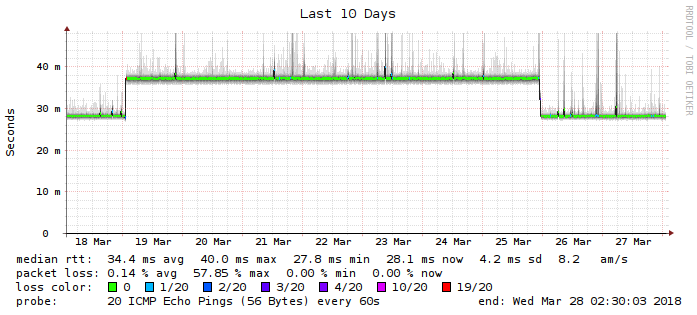 Last 10 Days
RRDTOOL / TOBI OETIKER
Seconds
40 m
30 m
20 m
10 m
0
18 Mar 19 Mar 20 Mar 21 Mar 22 Mar 23 Mar 24 Mar 25 Mar 26 Mar 27 Mar
median rtt: 34.4 ms avg 40.0 ms max 27.8 ms min 28.1 ms now 4.2 ms sd 8.2 am/s
packet loss: 0.14 % avg 57.85 % max 0.00 % min 0.00 % now
loss color: 0 1/20 2/20 3/20 4/20 10/20 19/20
probe: 20 ICMP Echo Pings (56 Bytes) every 60s end: Wed Mar 28 02:30:03 2018